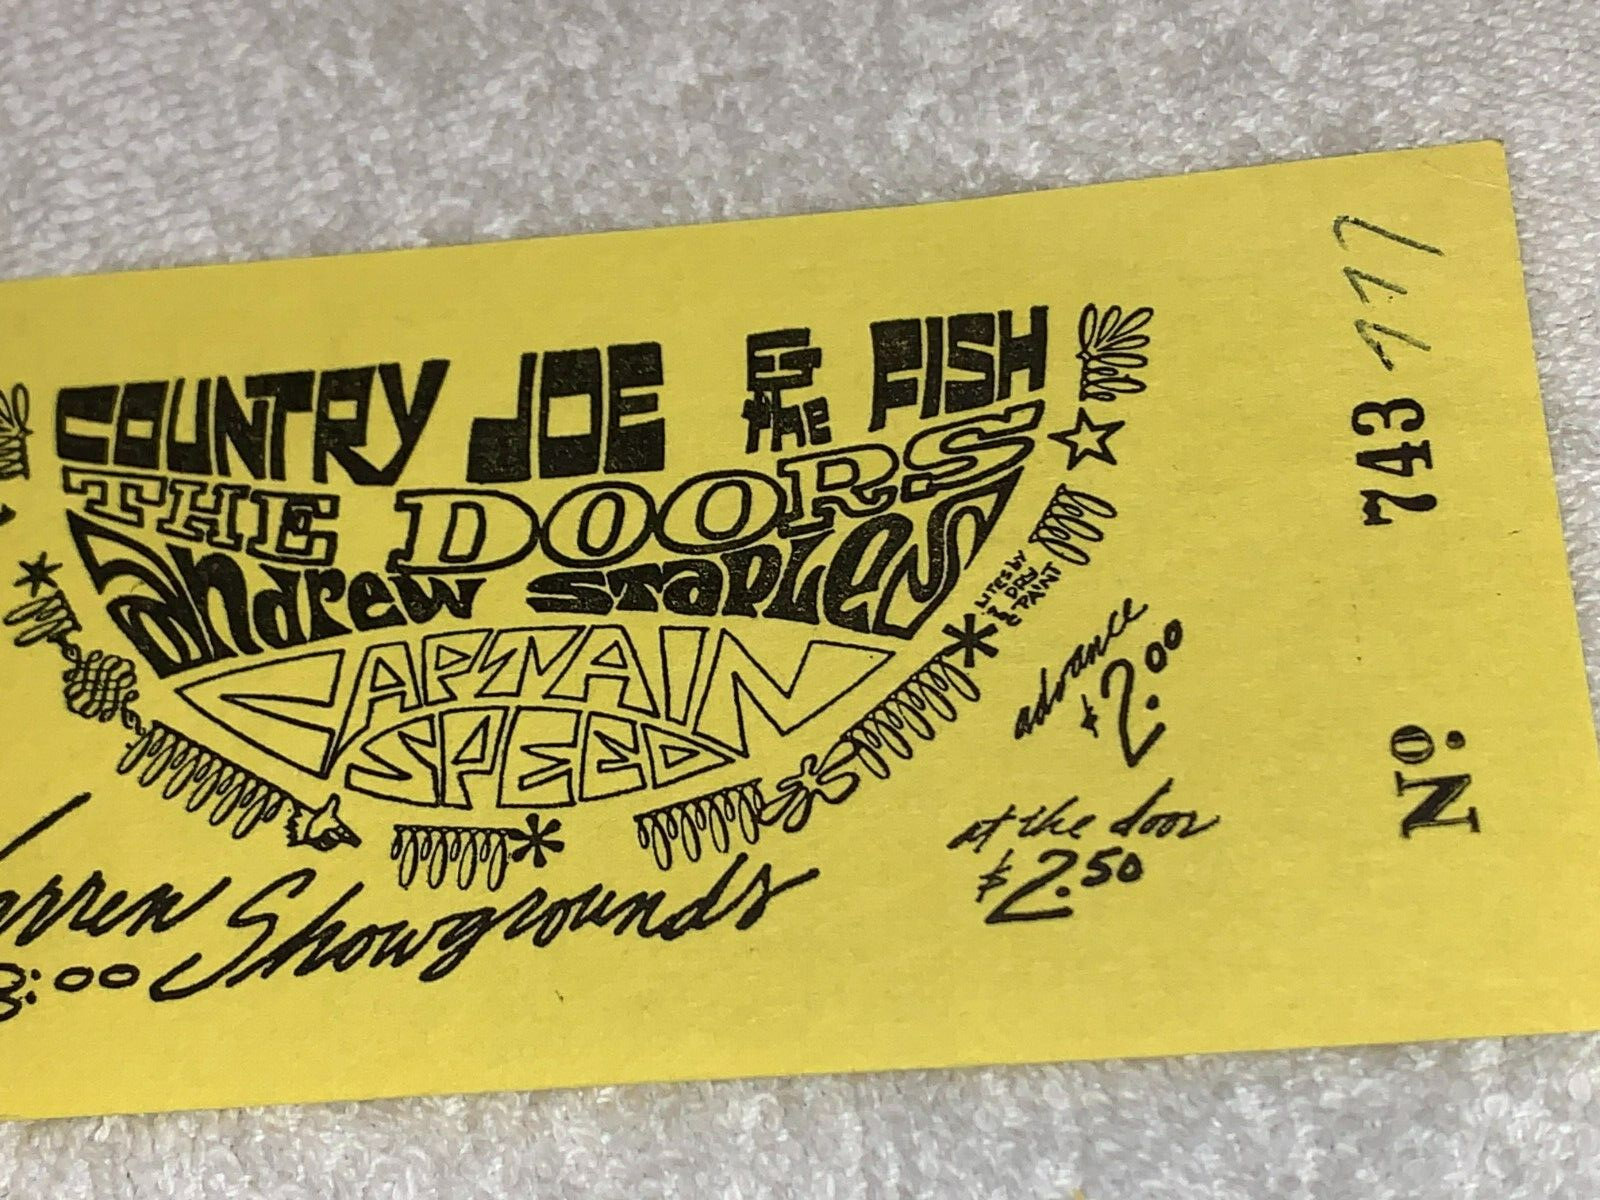 COUNTRY JOE & the FISH
THE DOORS
andrew staples
CAPTAIN
SPEED
LITES by
DRY
PAINT
advance
$2.00
at the door
$2.50
Showgrounds
:00
Nº. 743